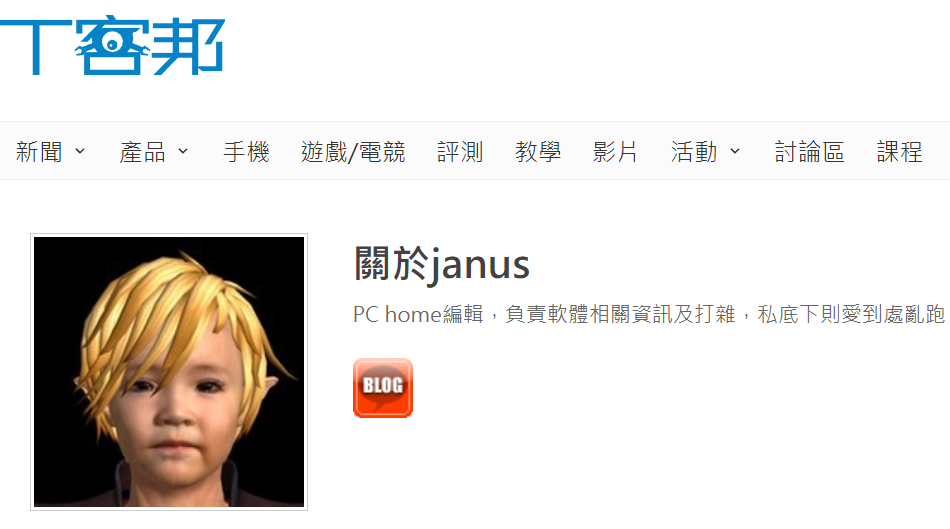 T客邦
新聞 產品 手機 遊戲/電競 評測 教學 影片 活動 討論區 課程
關於janus
PC home編輯，負責軟體相關資訊及打雜，私底下則愛到處亂跑
BLOG